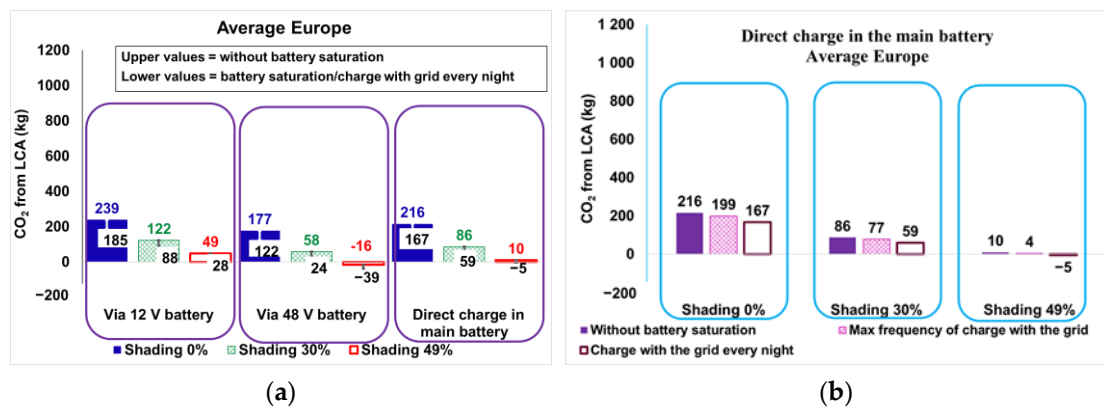 Average Europe
Upper values = without battery saturation
Lower values = battery saturation/charge with grid every night
CO2 from LCA (kg)
1200
1000
800
600
400
200
0
−200
239
185
122
88
49
28
177
122
58
24
-16
−39
216
167
86
59
10
−5
Via 12 V battery
Via 48 V battery
Direct charge in
main battery
Shading 0%
Shading 30%
Shading 49%
(a)
Direct charge in the main battery
Average Europe
CO2 from LCA (kg)
1 200
1 000
800
600
400
200
0
− 200
216
199
167
86
77
59
10
4
−5
Shading 0%
Shading 30%
Shading 49%
Without battery saturation
Max frequency of charge with the grid
Charge with the grid every night
(b)